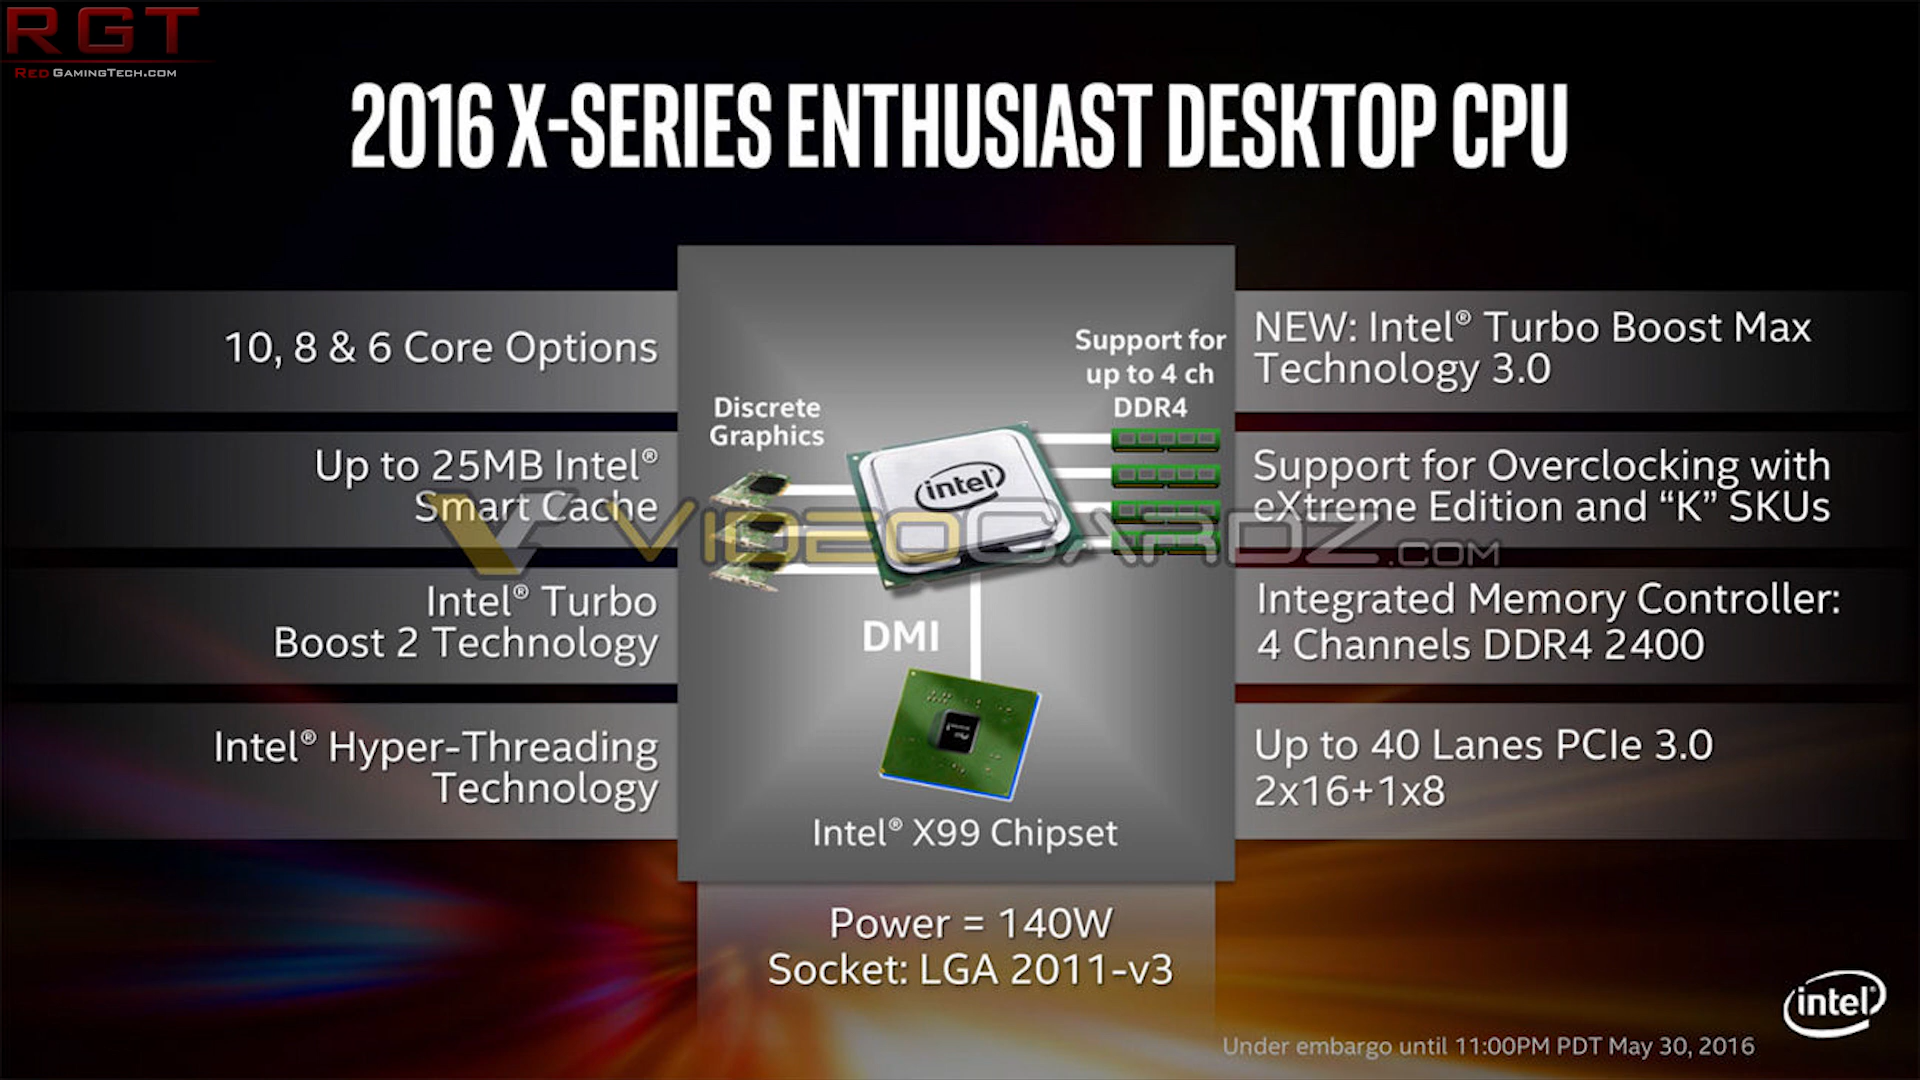 RGT
RedGamingTech.com
2016 X-SERIES ENTHUSIAST DESKTOP CPU
10, 8 & 6 Core Options
Up to 25MB Intel®
Smart Cache
Intel® Turbo
Boost 2 Technology
Intel® Hyper-Threading
Technology
Discrete
Graphics
Support for
up to 4 ch
DDR4
intel®
DMI
Intel® X99 Chipset
NEW: Intel® Turbo Boost Max
Technology 3.0
Support for Overclocking with
eXtreme Edition and “K” SKUs
Integrated Memory Controller:
4 Channels DDR4 2400
Up to 40 Lanes PCIe 3.0
2x16+1x8
VIDEOCARDZ.COM
Power = 140W
Socket: LGA 2011-v3
intel®
Under embargo until 11:00PM PDT May 30, 2016